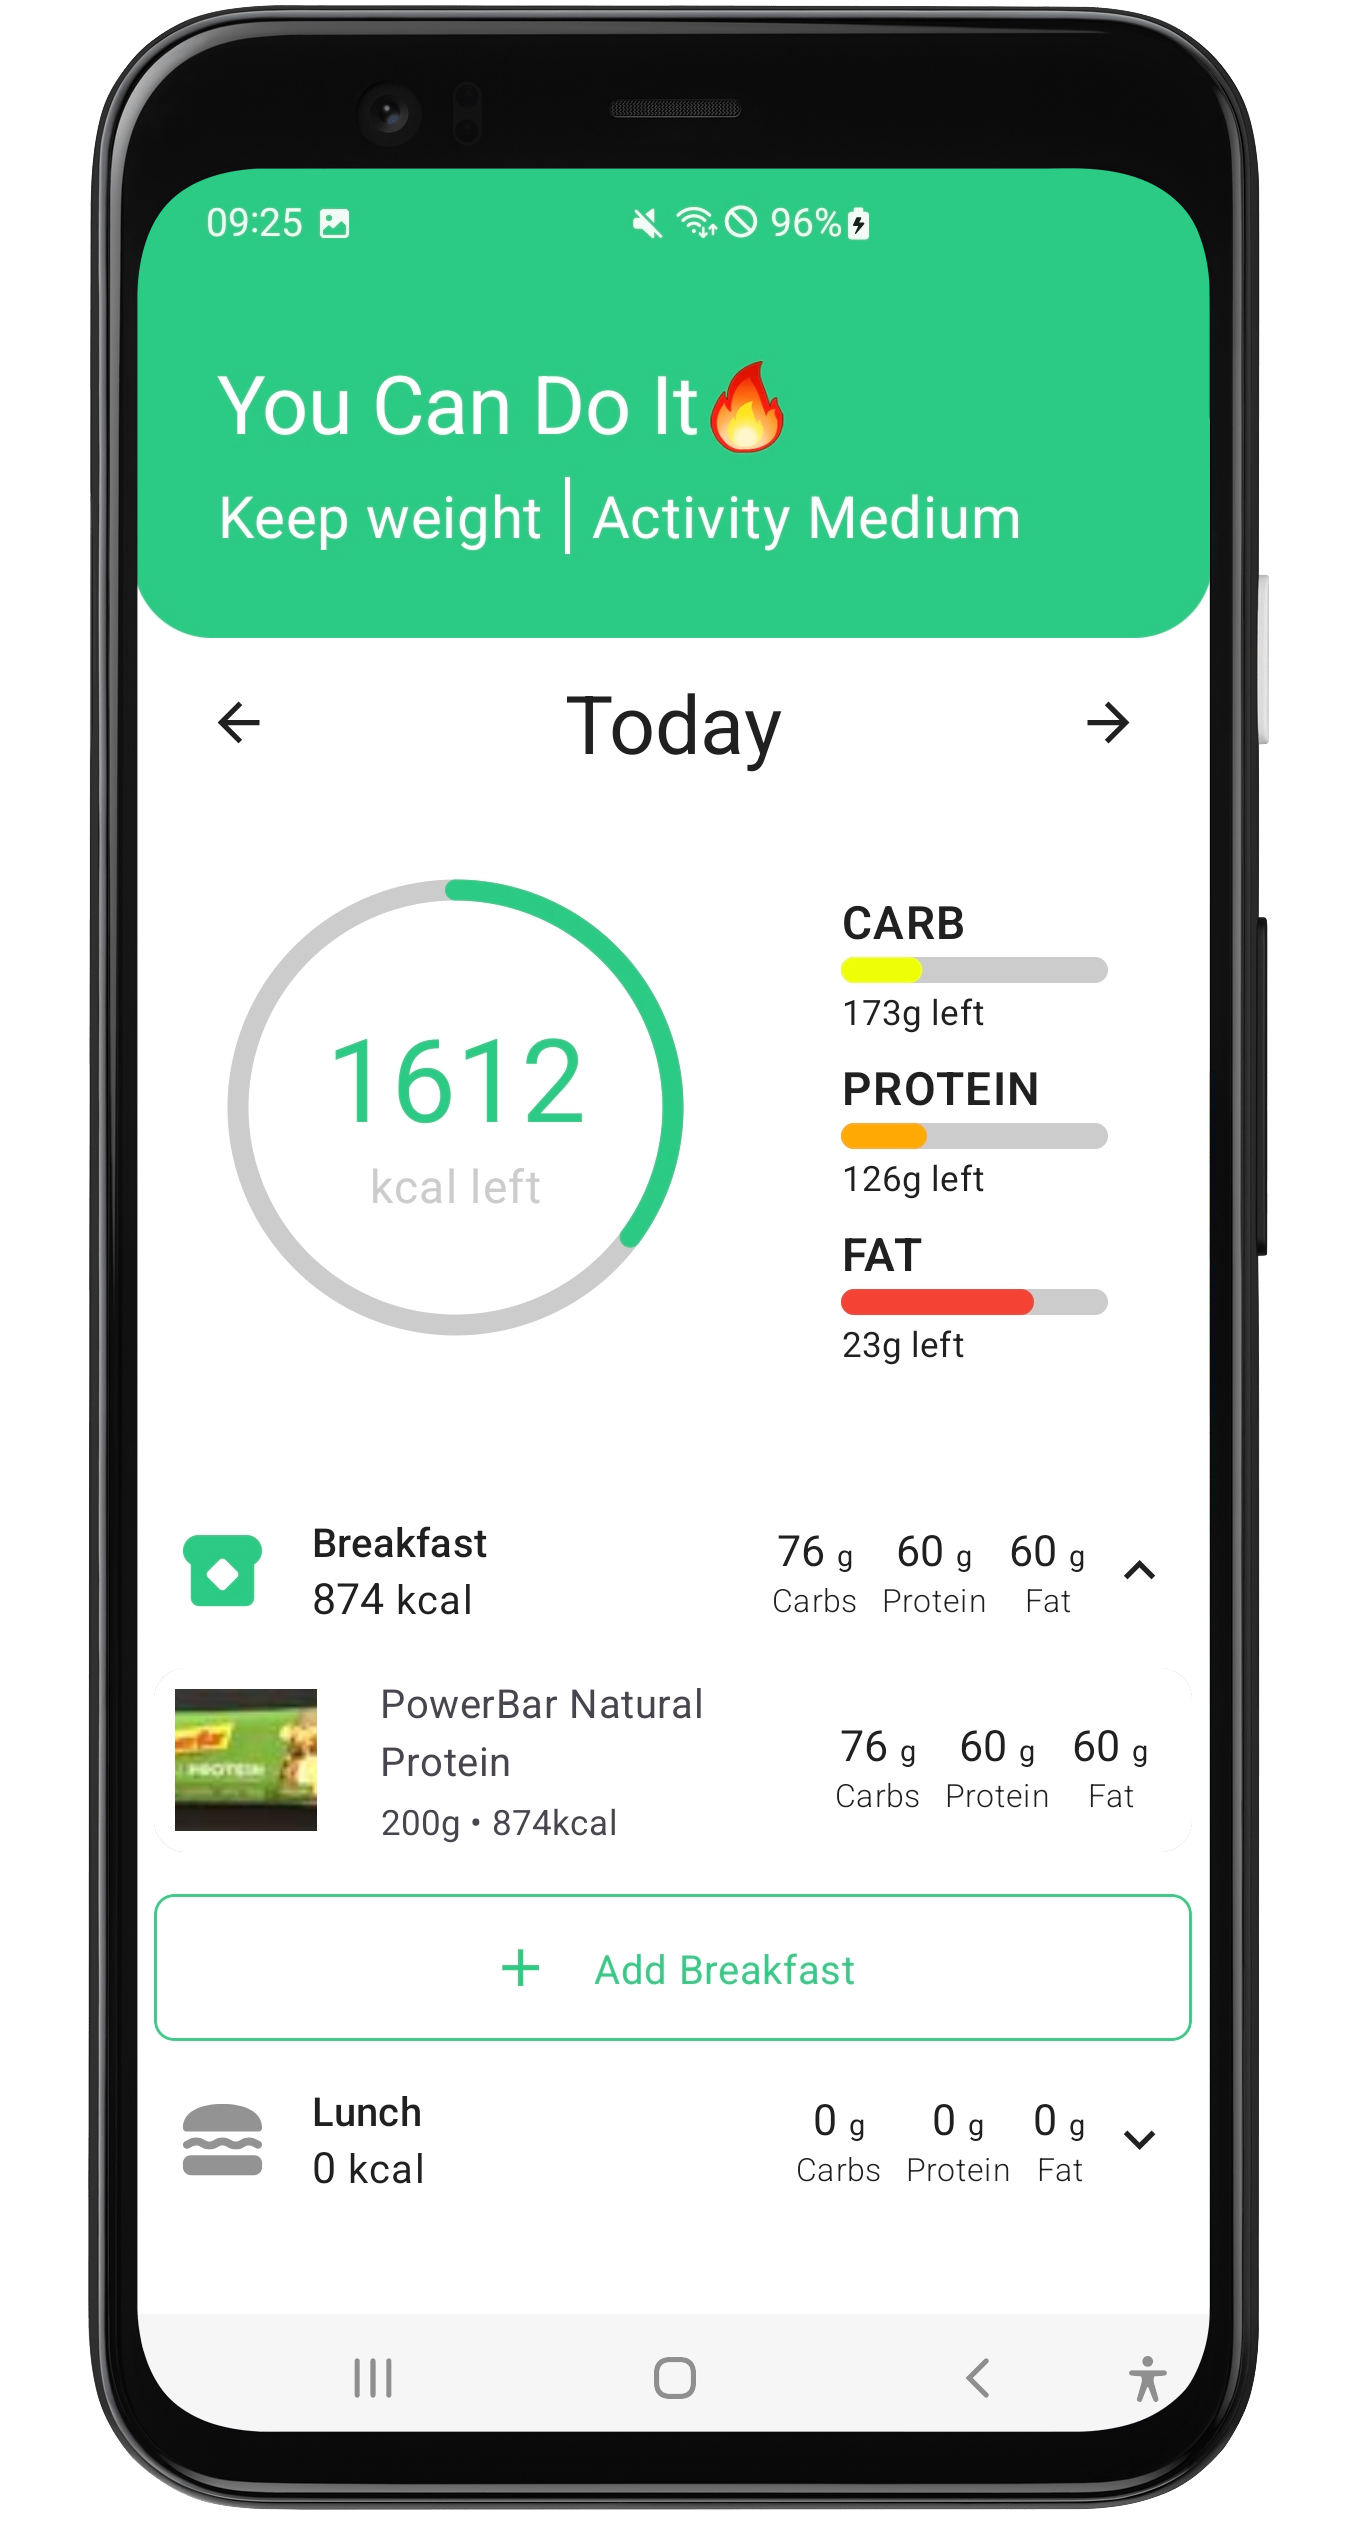 09:25 96%
You Can Do It🔥
Keep weight | Activity Medium
Today
1612
kcal left
CARB
173g left
PROTEIN
126g left
FAT
23g left
Breakfast
874 kcal
76 g 60 g 60 g
Carbs Protein Fat
PowerBar Natural
Protein
200g • 874kcal
76 g 60 g 60 g
Carbs Protein Fat
PROTEIN
+ Add Breakfast
Lunch
0 kcal
0 g 0 g 0 g
Carbs Protein Fat